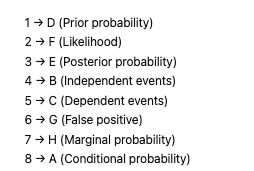 1 → D (Prior probability)
2 → F (Likelihood)
3 → E (Posterior probability)
4 → B (Independent events)
5 → C (Dependent events)
6 → G (False positive)
7 → H (Marginal probability)
8 → A (Conditional probability)